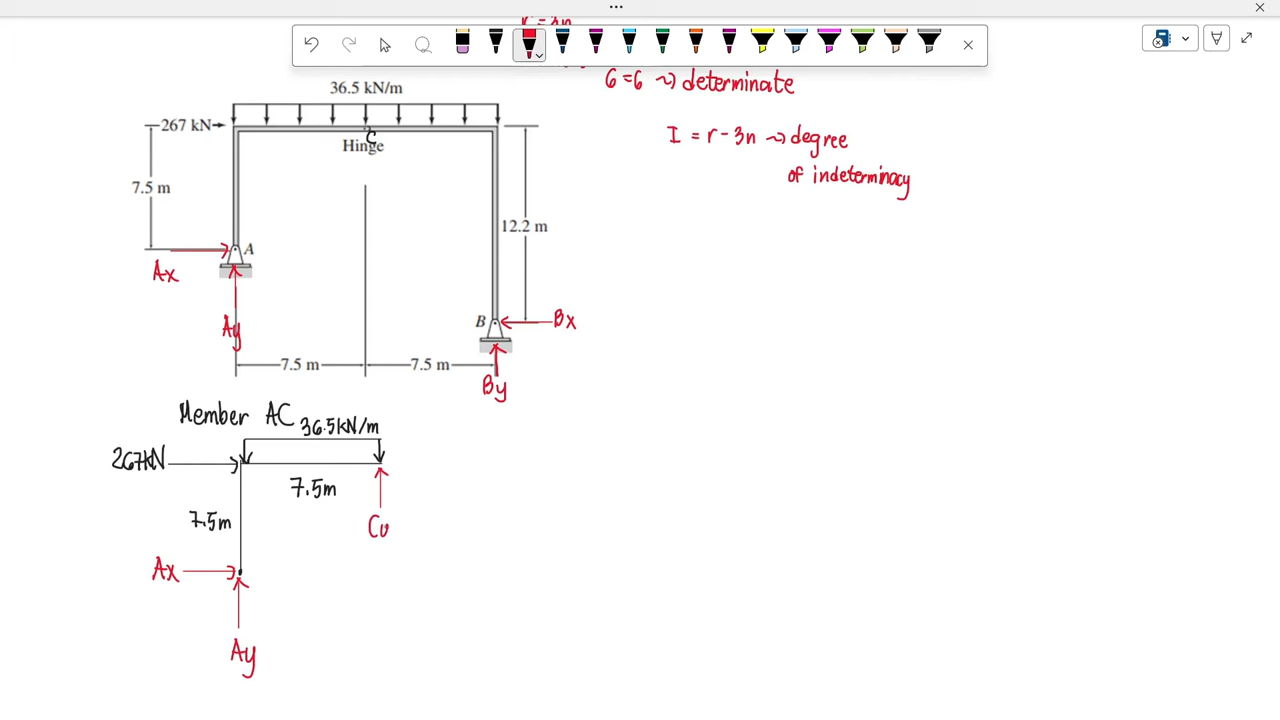 r = 3n
36.5 kN/m
6 = 6 ~> determinate
267 kN
C
Hinge
I = r - 3n ~> degree
of indeterminacy
7.5 m
12.2 m
A
Ax
Ay
B
Bx
7.5 m
7.5 m
By
Member AC
36.5kN/m
267kN
7.5m
7.5m
Ax
Ay